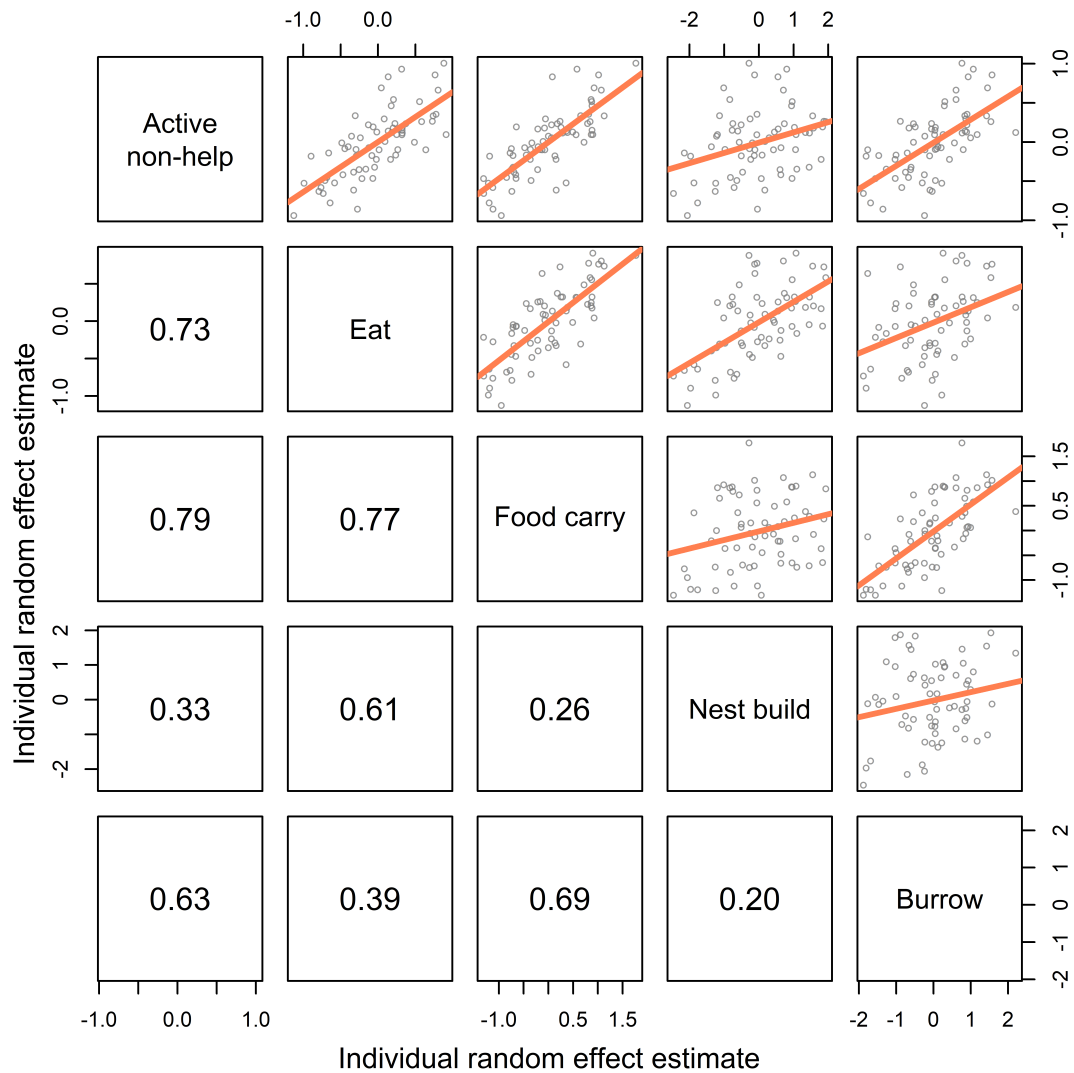 -1.0 0.0 -2 0 1 2
Active
non-help
1.0
0.0
-1.0
0.73
Eat
0.0
-1.0
0.79
0.77
Food carry
1.5
0.5
-1.0
0.33
0.61
0.26
Nest build
2
1
0
-2
0.63
0.39
0.69
0.20
Burrow
2
1
0
-1
-2
-1.0 0.0 1.0 -1.0 0.5 1.5 -2 -1 0 1 2
Individual random effect estimate
Individual random effect estimate